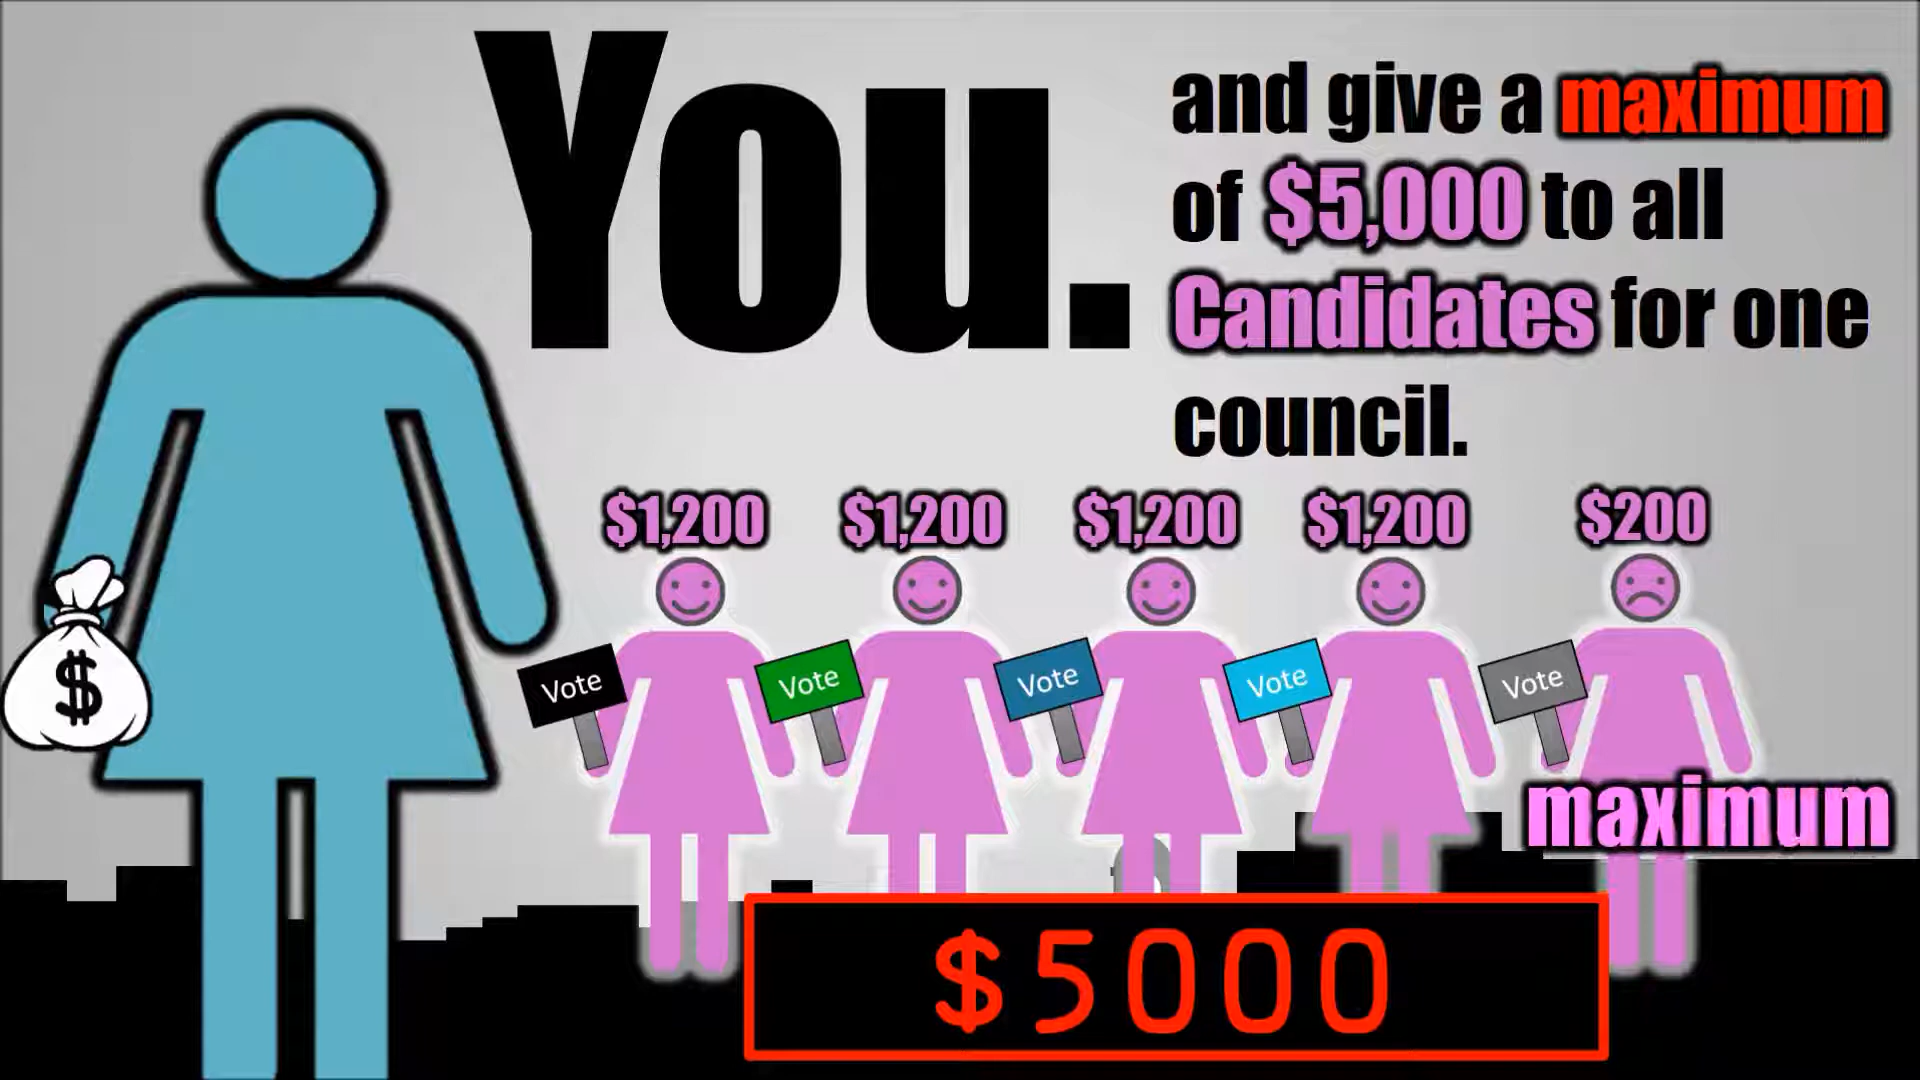 You.
and give a maximum
of $5,000 to all
Candidates for one
council.
$1,200 $1,200 $1,200 $1,200 $200
Vote Vote Vote Vote Vote
$
maximum
$5000